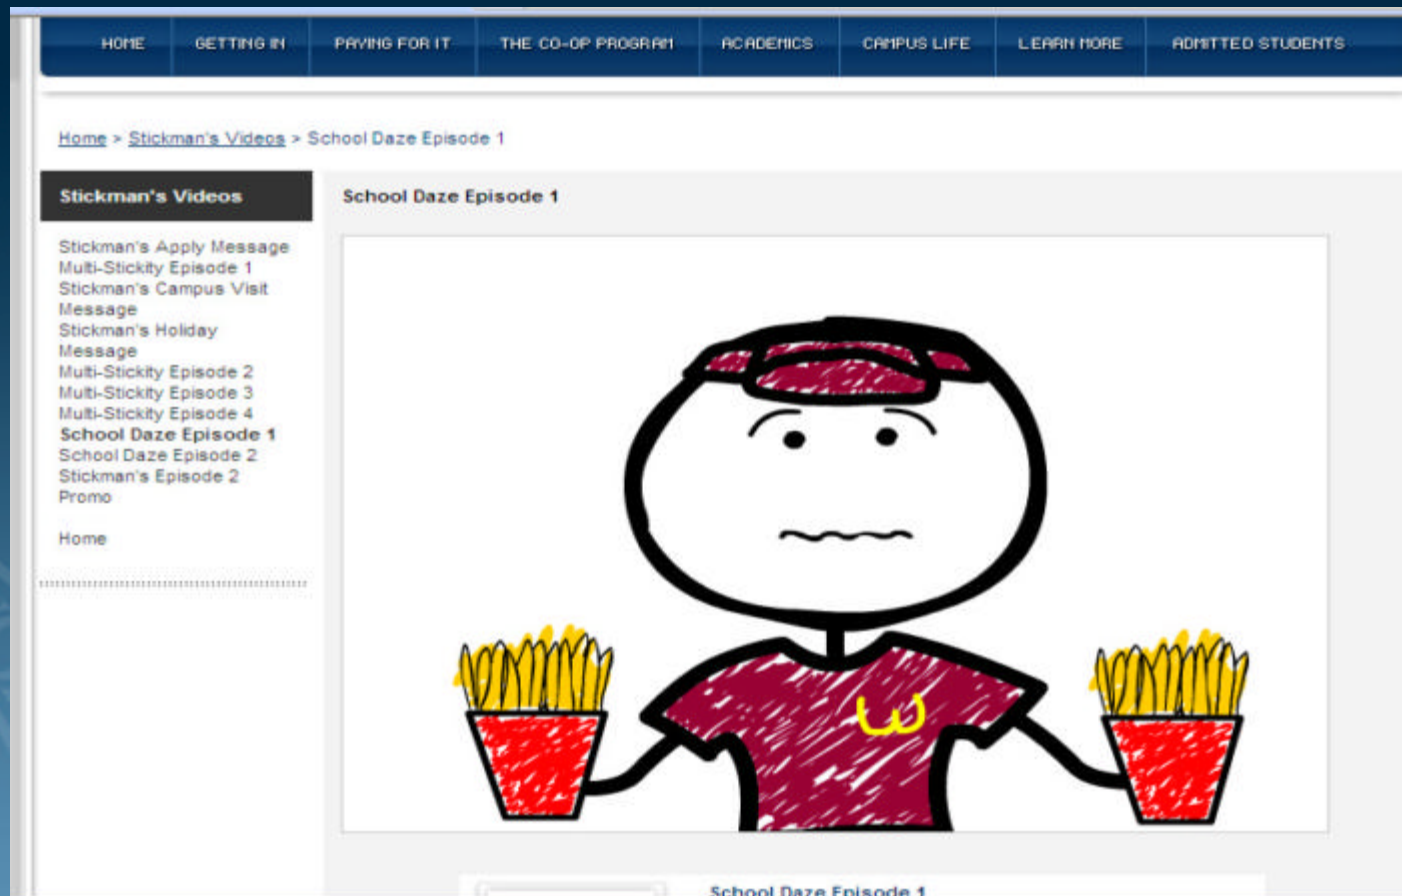 HOME GETTING IN PAYING FOR IT THE CO-OP PROGRAM ACADEMICS CAMPUS LIFE LEARN MORE ADMITTED STUDENTS
Home > Stickman's Videos > School Daze Episode 1
Stickman's Videos
Stickman's Apply Message
Multi-Stickity Episode 1
Stickman's Campus Visit
Message
Stickman's Holiday
Message
Multi-Stickity Episode 2
Multi-Stickity Episode 3
Multi-Stickity Episode 4
School Daze Episode 1
School Daze Episode 2
Stickman's Episode 2
Promo
Home
School Daze Episode 1
ω
School Daze Episode 1